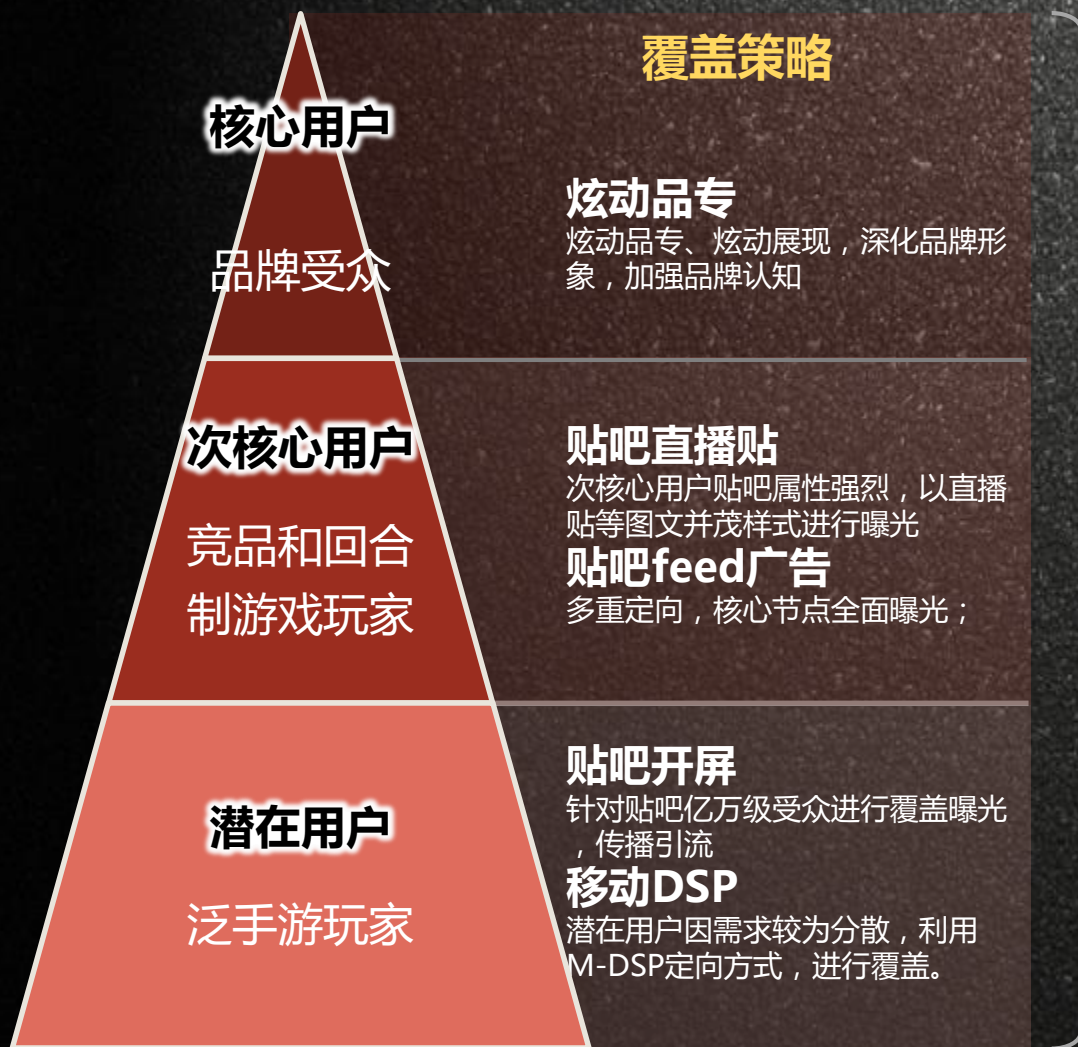 覆盖策略
核心用户
品牌受众
炫动品专
炫动品专、炫动展现，深化品牌形
象，加强品牌认知
次核心用户
竞品和回合
制游戏玩家
贴吧直播贴
次核心用户贴吧属性强烈，以直播
贴等图文并茂样式进行曝光
贴吧feed广告
多重定向，核心节点全面曝光；
潜在用户
泛手游玩家
贴吧开屏
针对贴吧亿万级受众进行覆盖曝光
，传播引流
移动DSP
潜在用户因需求较为分散，利用
M-DSP定向方式，进行覆盖。